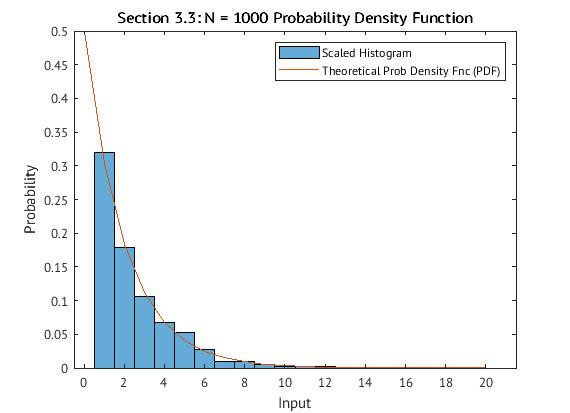 Section 3.3: N = 1000 Probability Density Function
0.5
0.45
0.4
0.35
0.3
0.25
0.2
0.15
0.1
0.05
0
Probability
Scaled Histogram
Theoretical Prob Density Fnc (PDF)
0 2 4 6 8 10 12 14 16 18 20
Input